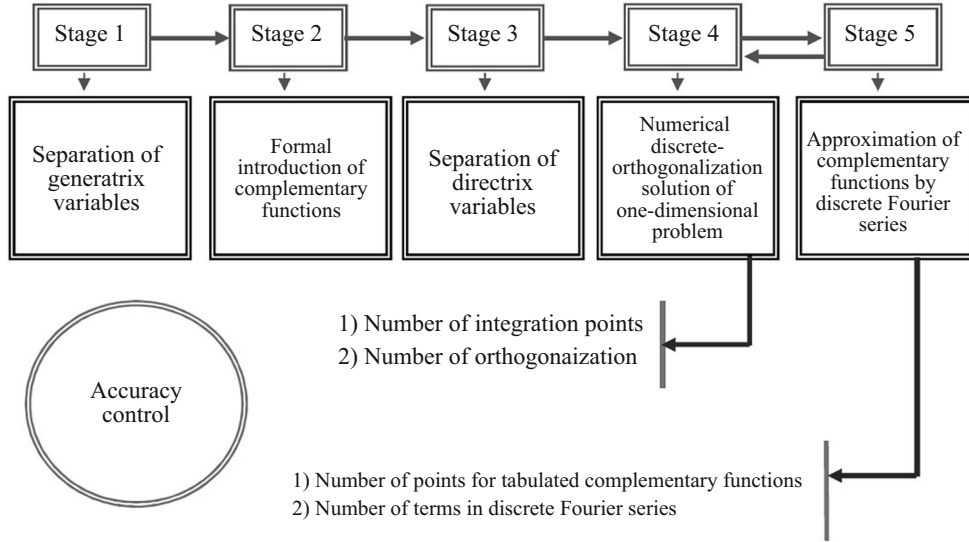 Stage 1
Stage 2
Stage 3
Stage 4
Stage 5
Separation of
generatrix
variables
Formal
introduction of
complementary
functions
Separation of
directrix
variables
Numerical
discrete-
orthogonalization
solution of
one-dimensional
problem
Approximation of
complementary
functions by
discrete Fourier
series
1) Number of integration points
2) Number of orthogonaization
Accuracy
control
1) Number of points for tabulated complementary functions
2) Number of terms in discrete Fourier series